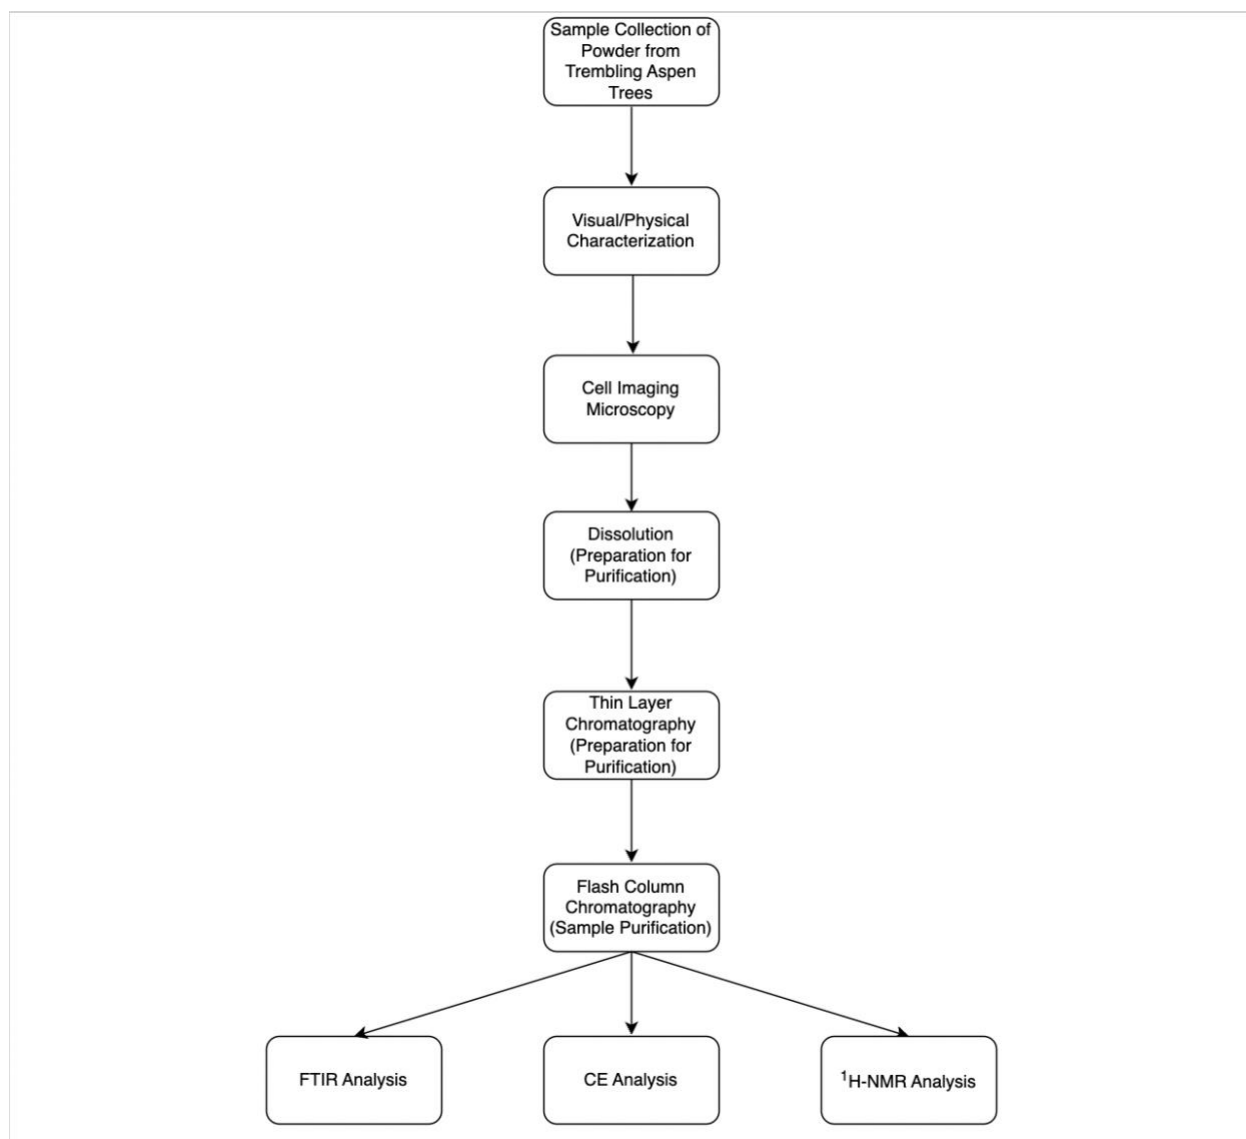 Sample Collection of
Powder from
Trembling Aspen
Trees
Visual/Physical
Characterization
Cell Imaging
Microscopy
Dissolution
(Preparation for
Purification)
Thin Layer
Chromatography
(Preparation for
Purification)
Flash Column
Chromatography
(Sample Purification)
FTIR Analysis
CE Analysis
¹H-NMR Analysis